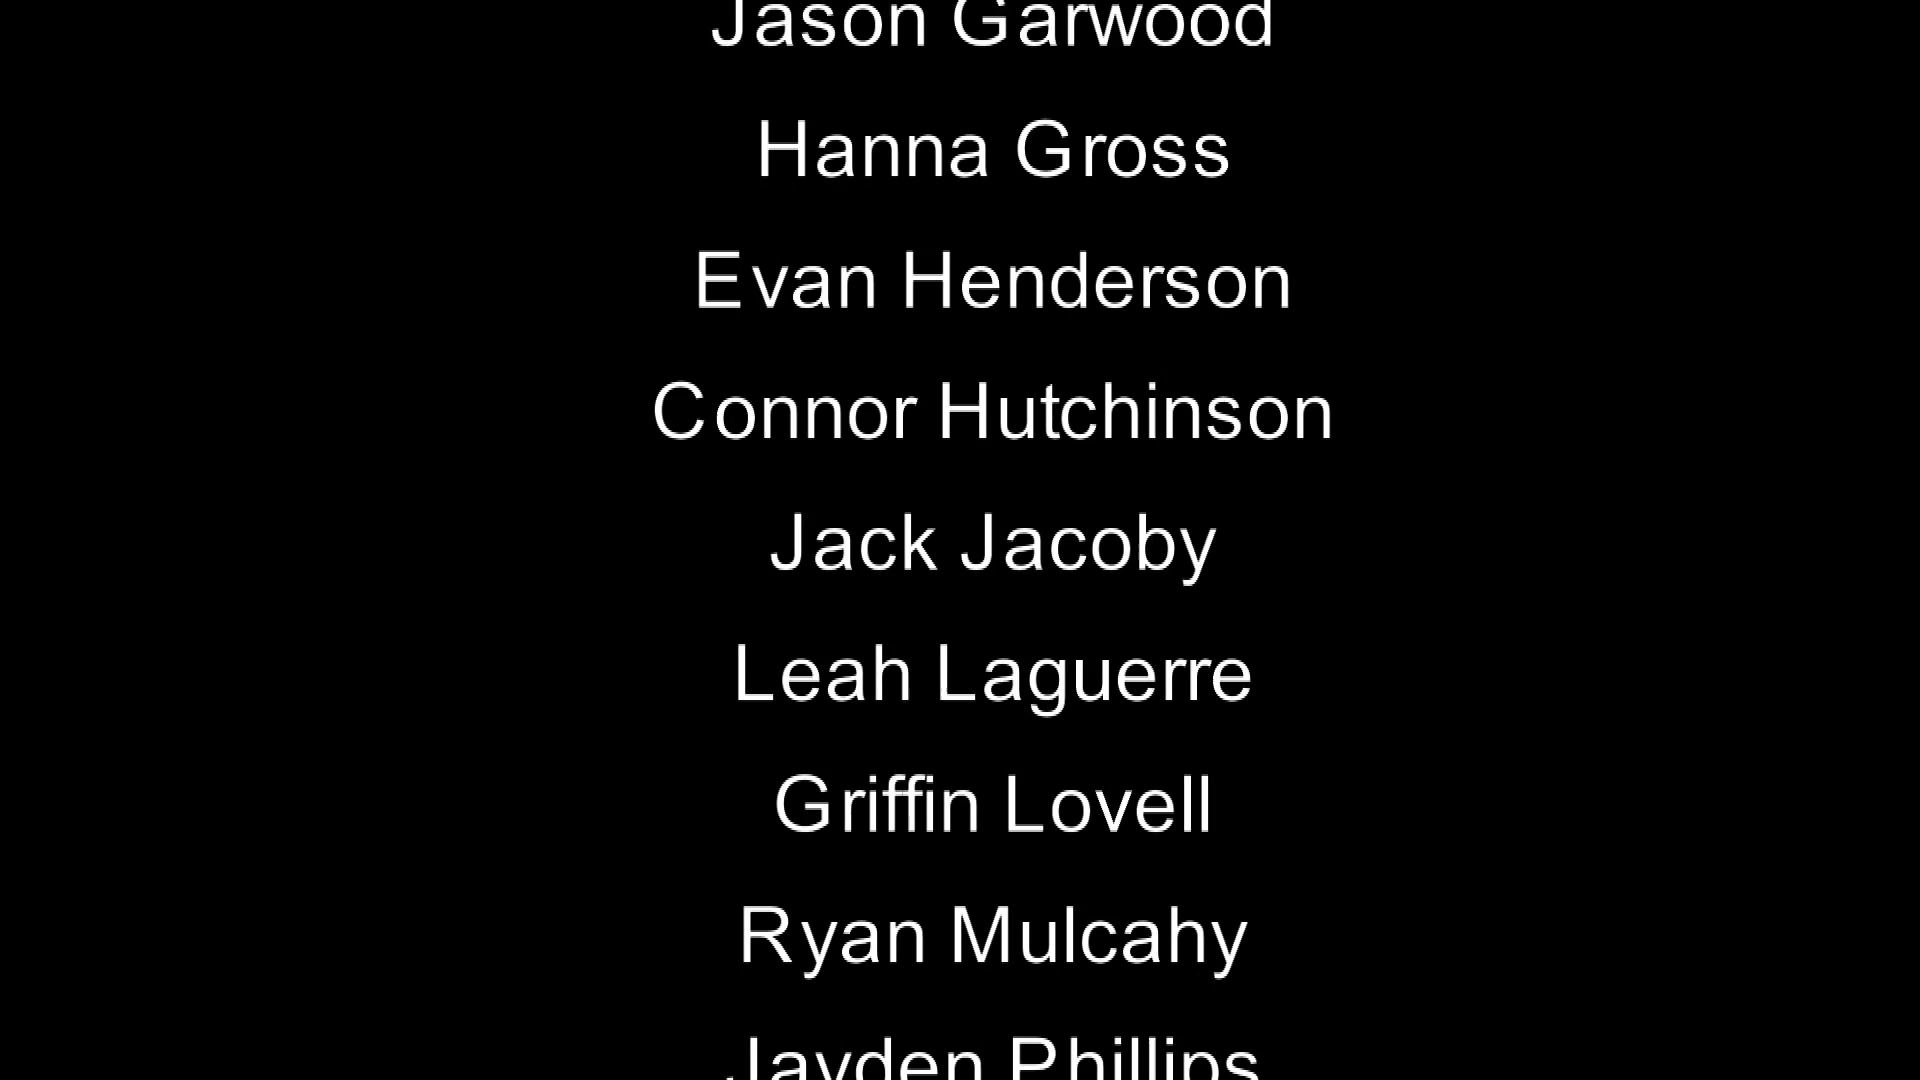 Jason Garwood
Hanna Gross
Evan Henderson
Connor Hutchinson
Jack Jacoby
Leah Laguerre
Griffin Lovell
Ryan Mulcahy
Jayden Phillips